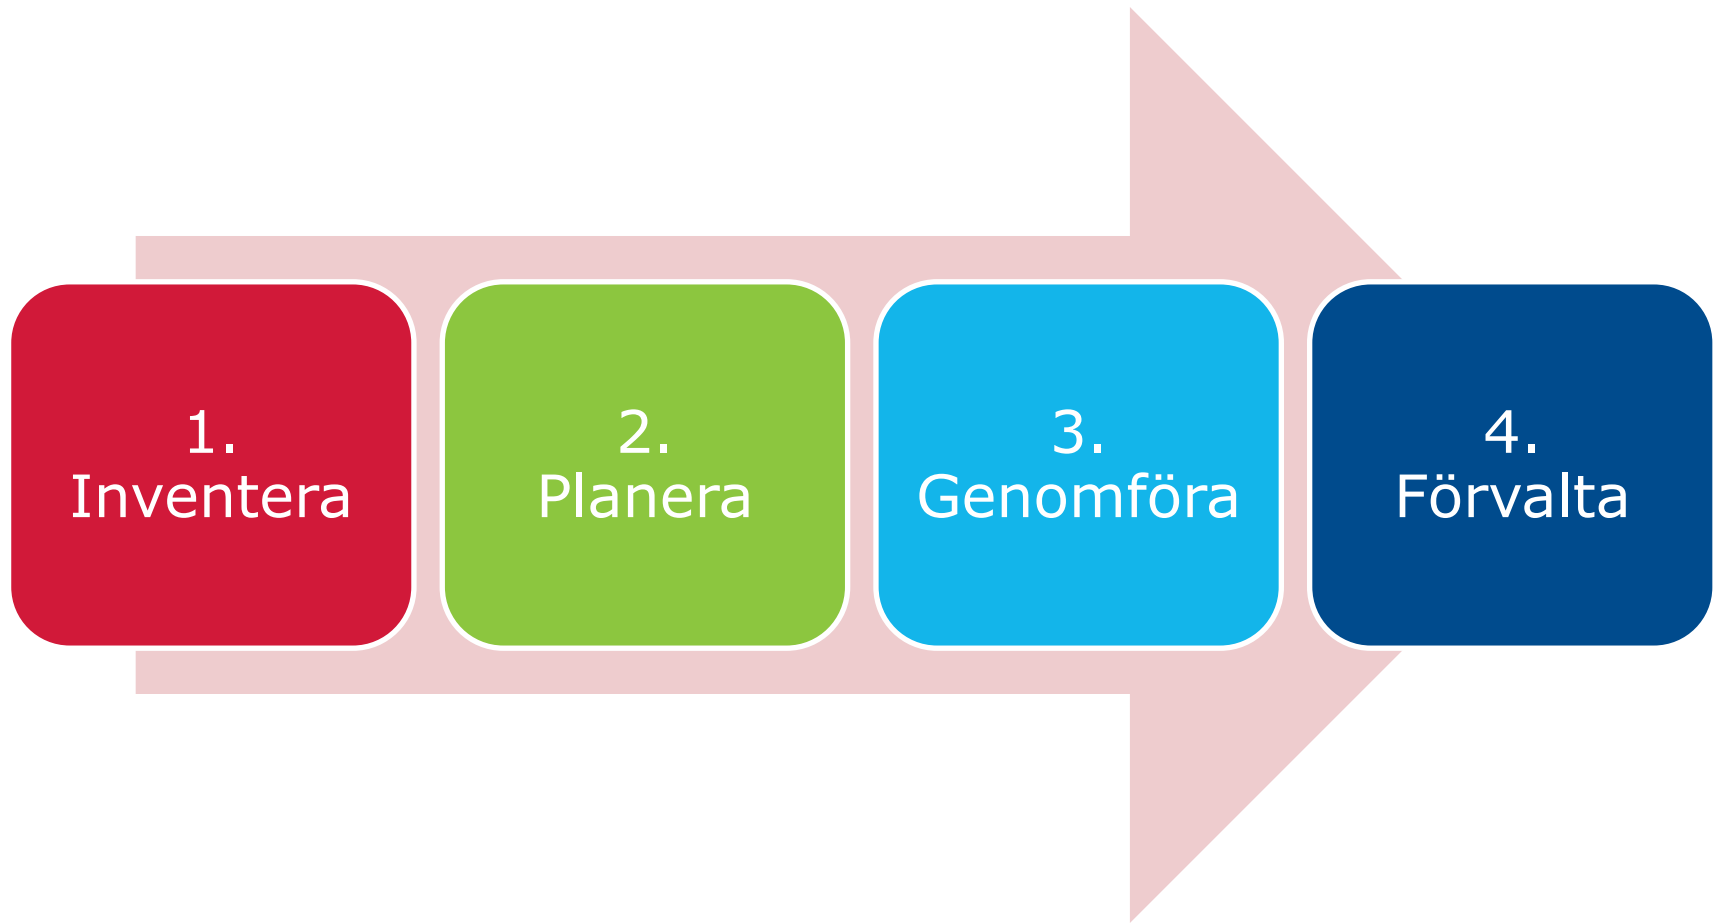 1.
Inventera
2.
Planera
3.
Genomföra
4.
Förvalta